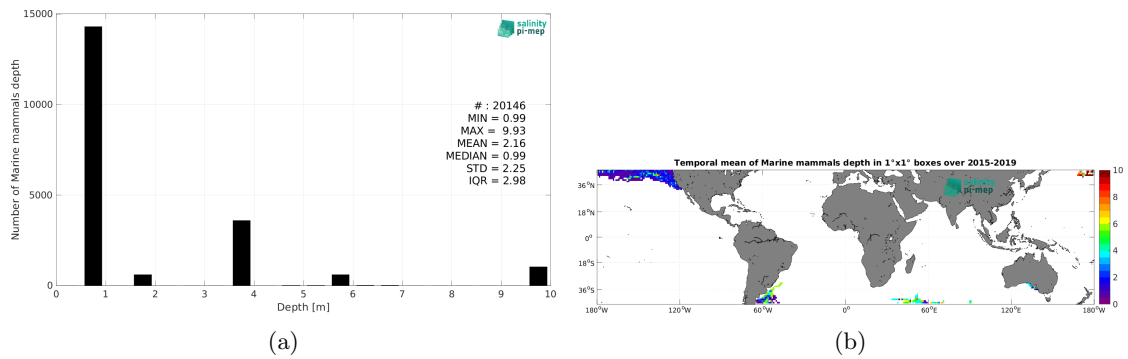 15000
10000
5000
0
Number of Marine mammals depth
salinity
pi-mep
# : 20146
MIN = 0.99
MAX = 9.93
MEAN = 2.16
MEDIAN = 0.99
STD = 2.25
IQR = 2.98
0 1 2 3 4 5 6 7 8 9 10
Depth [m]
(a)
Temporal mean of Marine mammals depth in 1°x1° boxes over 2015-2019
salinity
pi-mep
36°N
18°N
0°
18°S
36°S
180°W 120°W 60°W 0° 60°E 120°E 180°W
10
8
6
4
2
0
(b)